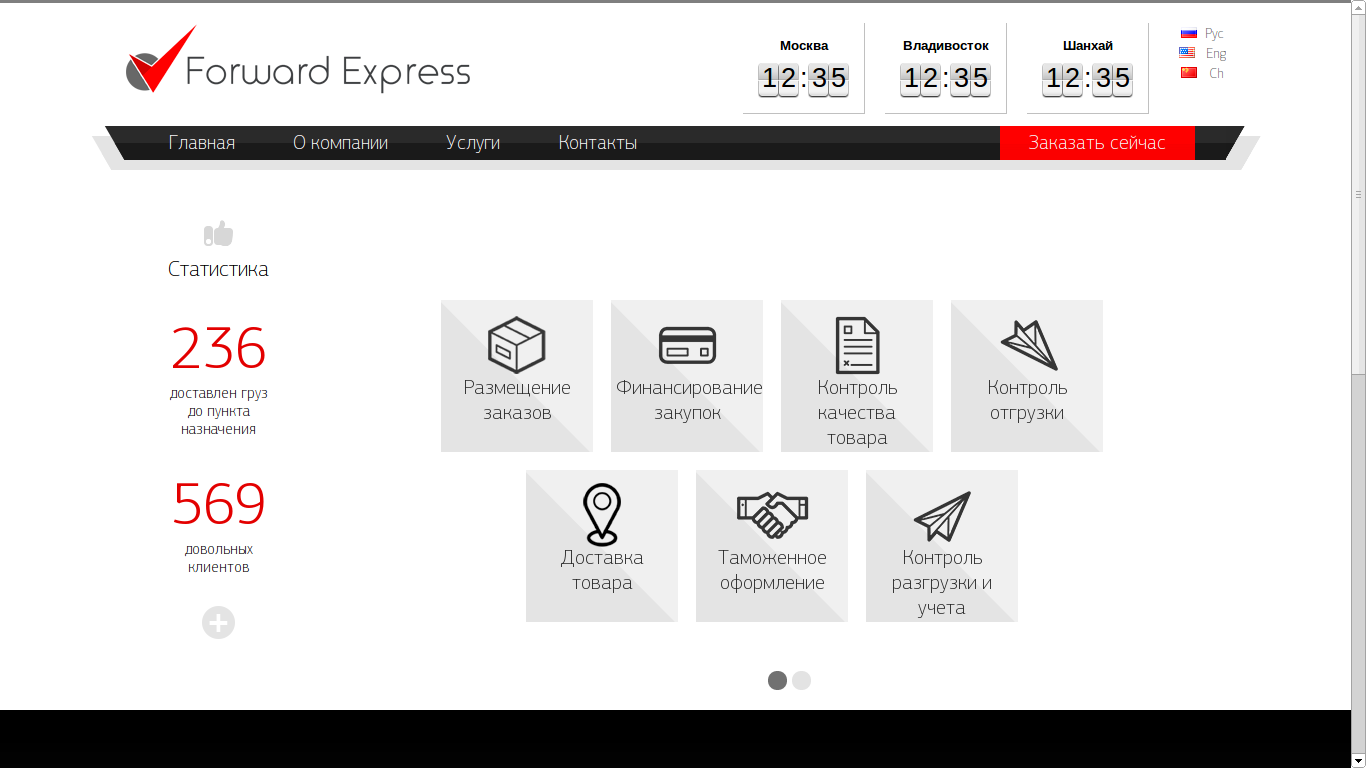 Forward Express
Москва
Владивосток
Шанхай
12:35
12:35
12:35
Рус
Eng
Ch
Главная
О компании
Услуги
Контакты
Заказать сейчас
Статистика
236
доставлен груз
до пункта
назначения
569
довольных
клиентов
Размещение
заказов
Финансирование
закупок
Контроль
качества
товара
Контроль
отгрузки
Доставка
товара
Таможенное
оформление
Контроль
разгрузки и
учета